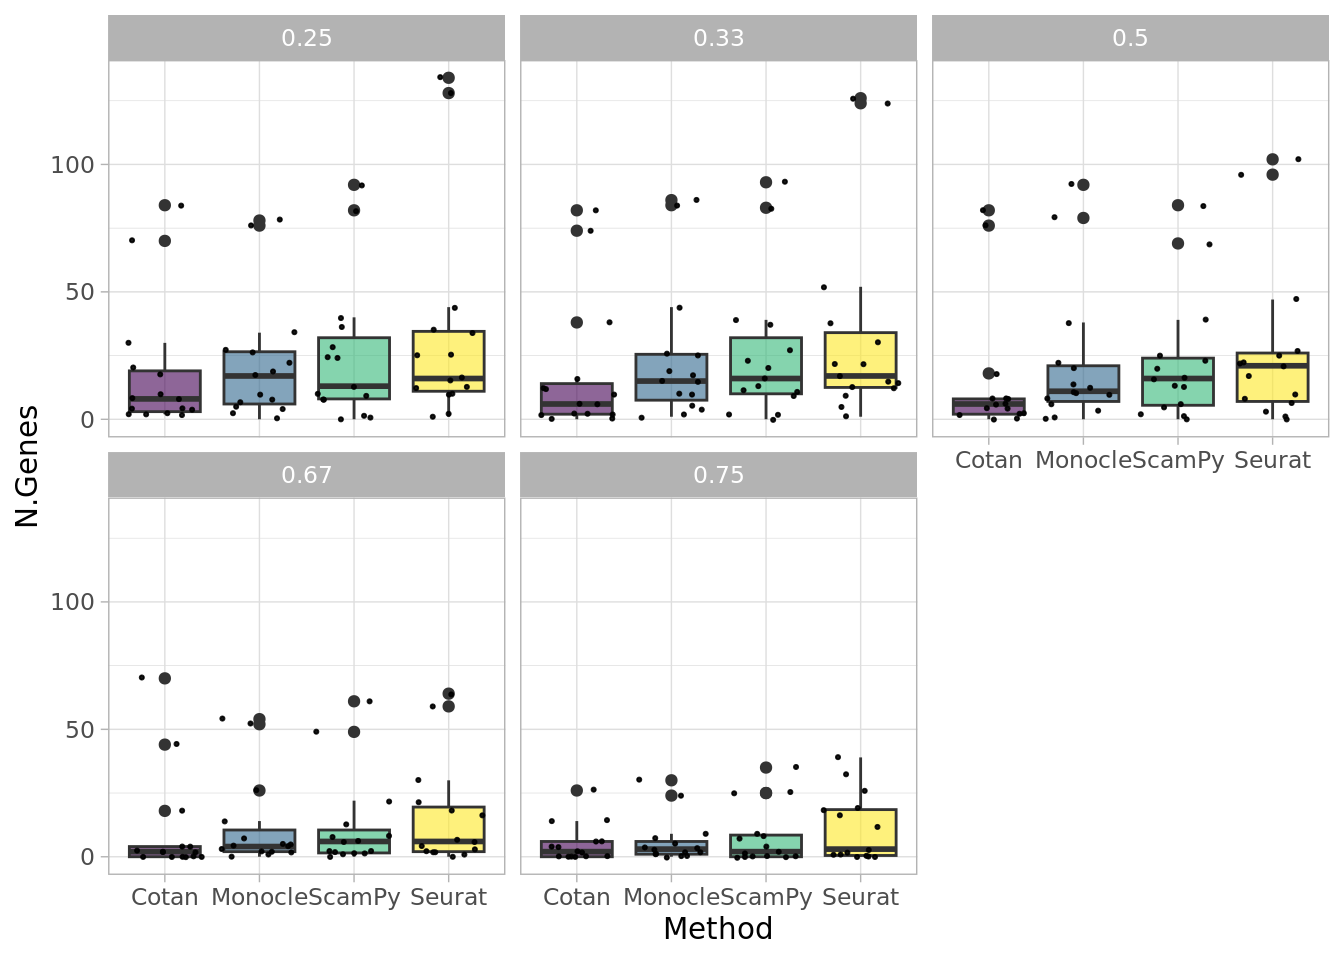 0.25 0.33 0.5
100
50
0
Cotan Monocle ScamPy Seurat
0.67 0.75
100
50
0
Cotan Monocle ScamPy Seurat Cotan Monocle ScamPy Seurat
Method
N.Genes